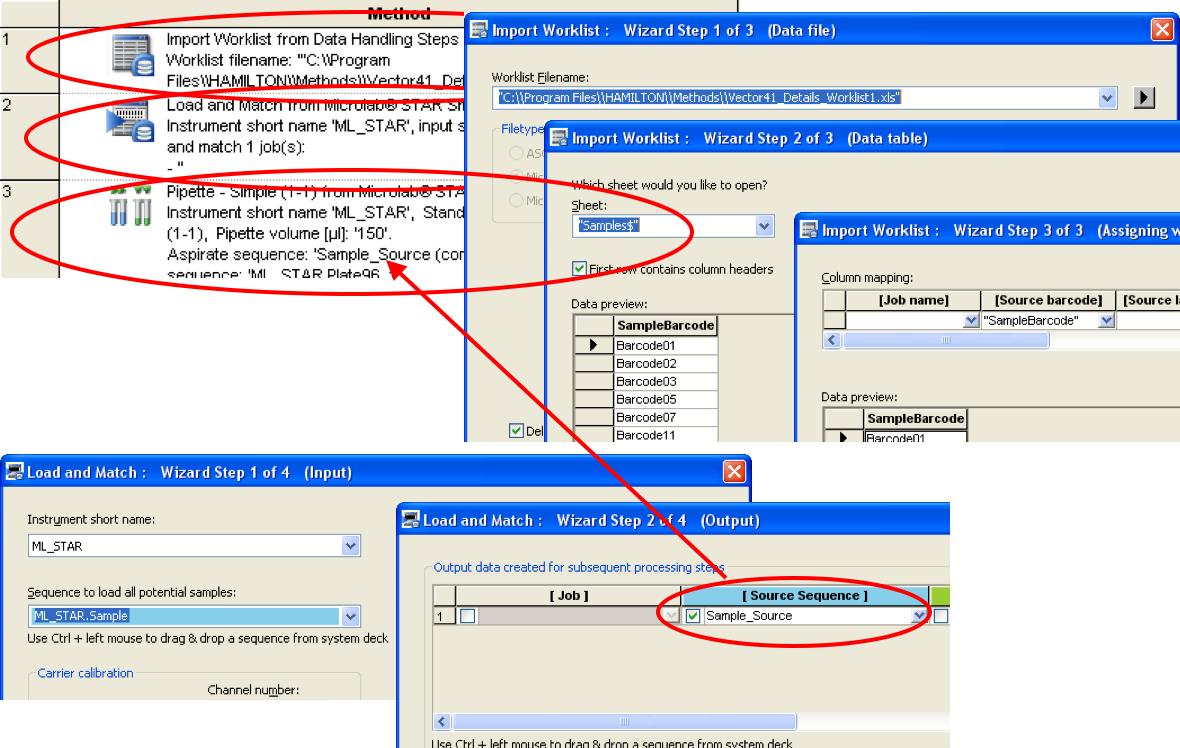 Method
1
Import Worklist from Data Handling Steps
Worklist filename: '"C:\\Program
Files\\HAMILTON\\Methods\\Vector41_Det
2
Load and Match from Microlab® STAR
Instrument short name 'ML_STAR', input s
and match 1 job(s):
- "
3
Pipette - Simple (1-1) from Microlab® STA
Instrument short name 'ML_STAR', Stand
(1-1), Pipette volume [µl]: '150'.
Aspirate sequence: 'Sample_Source (cor
sequence: 'ML_STAR.Plate96
Import Worklist : Wizard Step 1 of 3 (Data file)
Worklist Filename:
"C:\\Program Files\\HAMILTON\\Methods\\Vector41_Details_Worklist1.xls"
Filetype
ASC
Mic
Mic
Del
Import Worklist : Wizard Step 2 of 3 (Data table)
Which sheet would you like to open?
Sheet:
"Samples$"
First row contains column headers
Data preview:
SampleBarcode
Barcode01
Barcode02
Barcode03
Barcode05
Barcode07
Barcode11
Import Worklist : Wizard Step 3 of 3 (Assigning w
Column mapping:
[Job name] [Source barcode] [Source la
"SampleBarcode"
Data preview:
SampleBarcode
Barcode01
Load and Match : Wizard Step 1 of 4 (Input)
Instrument short name:
ML_STAR
Sequence to load all potential samples:
ML_STAR.Sample
Use Ctrl + left mouse to drag & drop a sequence from system deck
Carrier calibration
Channel number:
Load and Match : Wizard Step 2 of 4 (Output)
Output data created for subsequent processing steps
[ Job ] [ Source Sequence ]
1 Sample_Source
Use Ctrl + left mouse to drag & drop a sequence from system deck